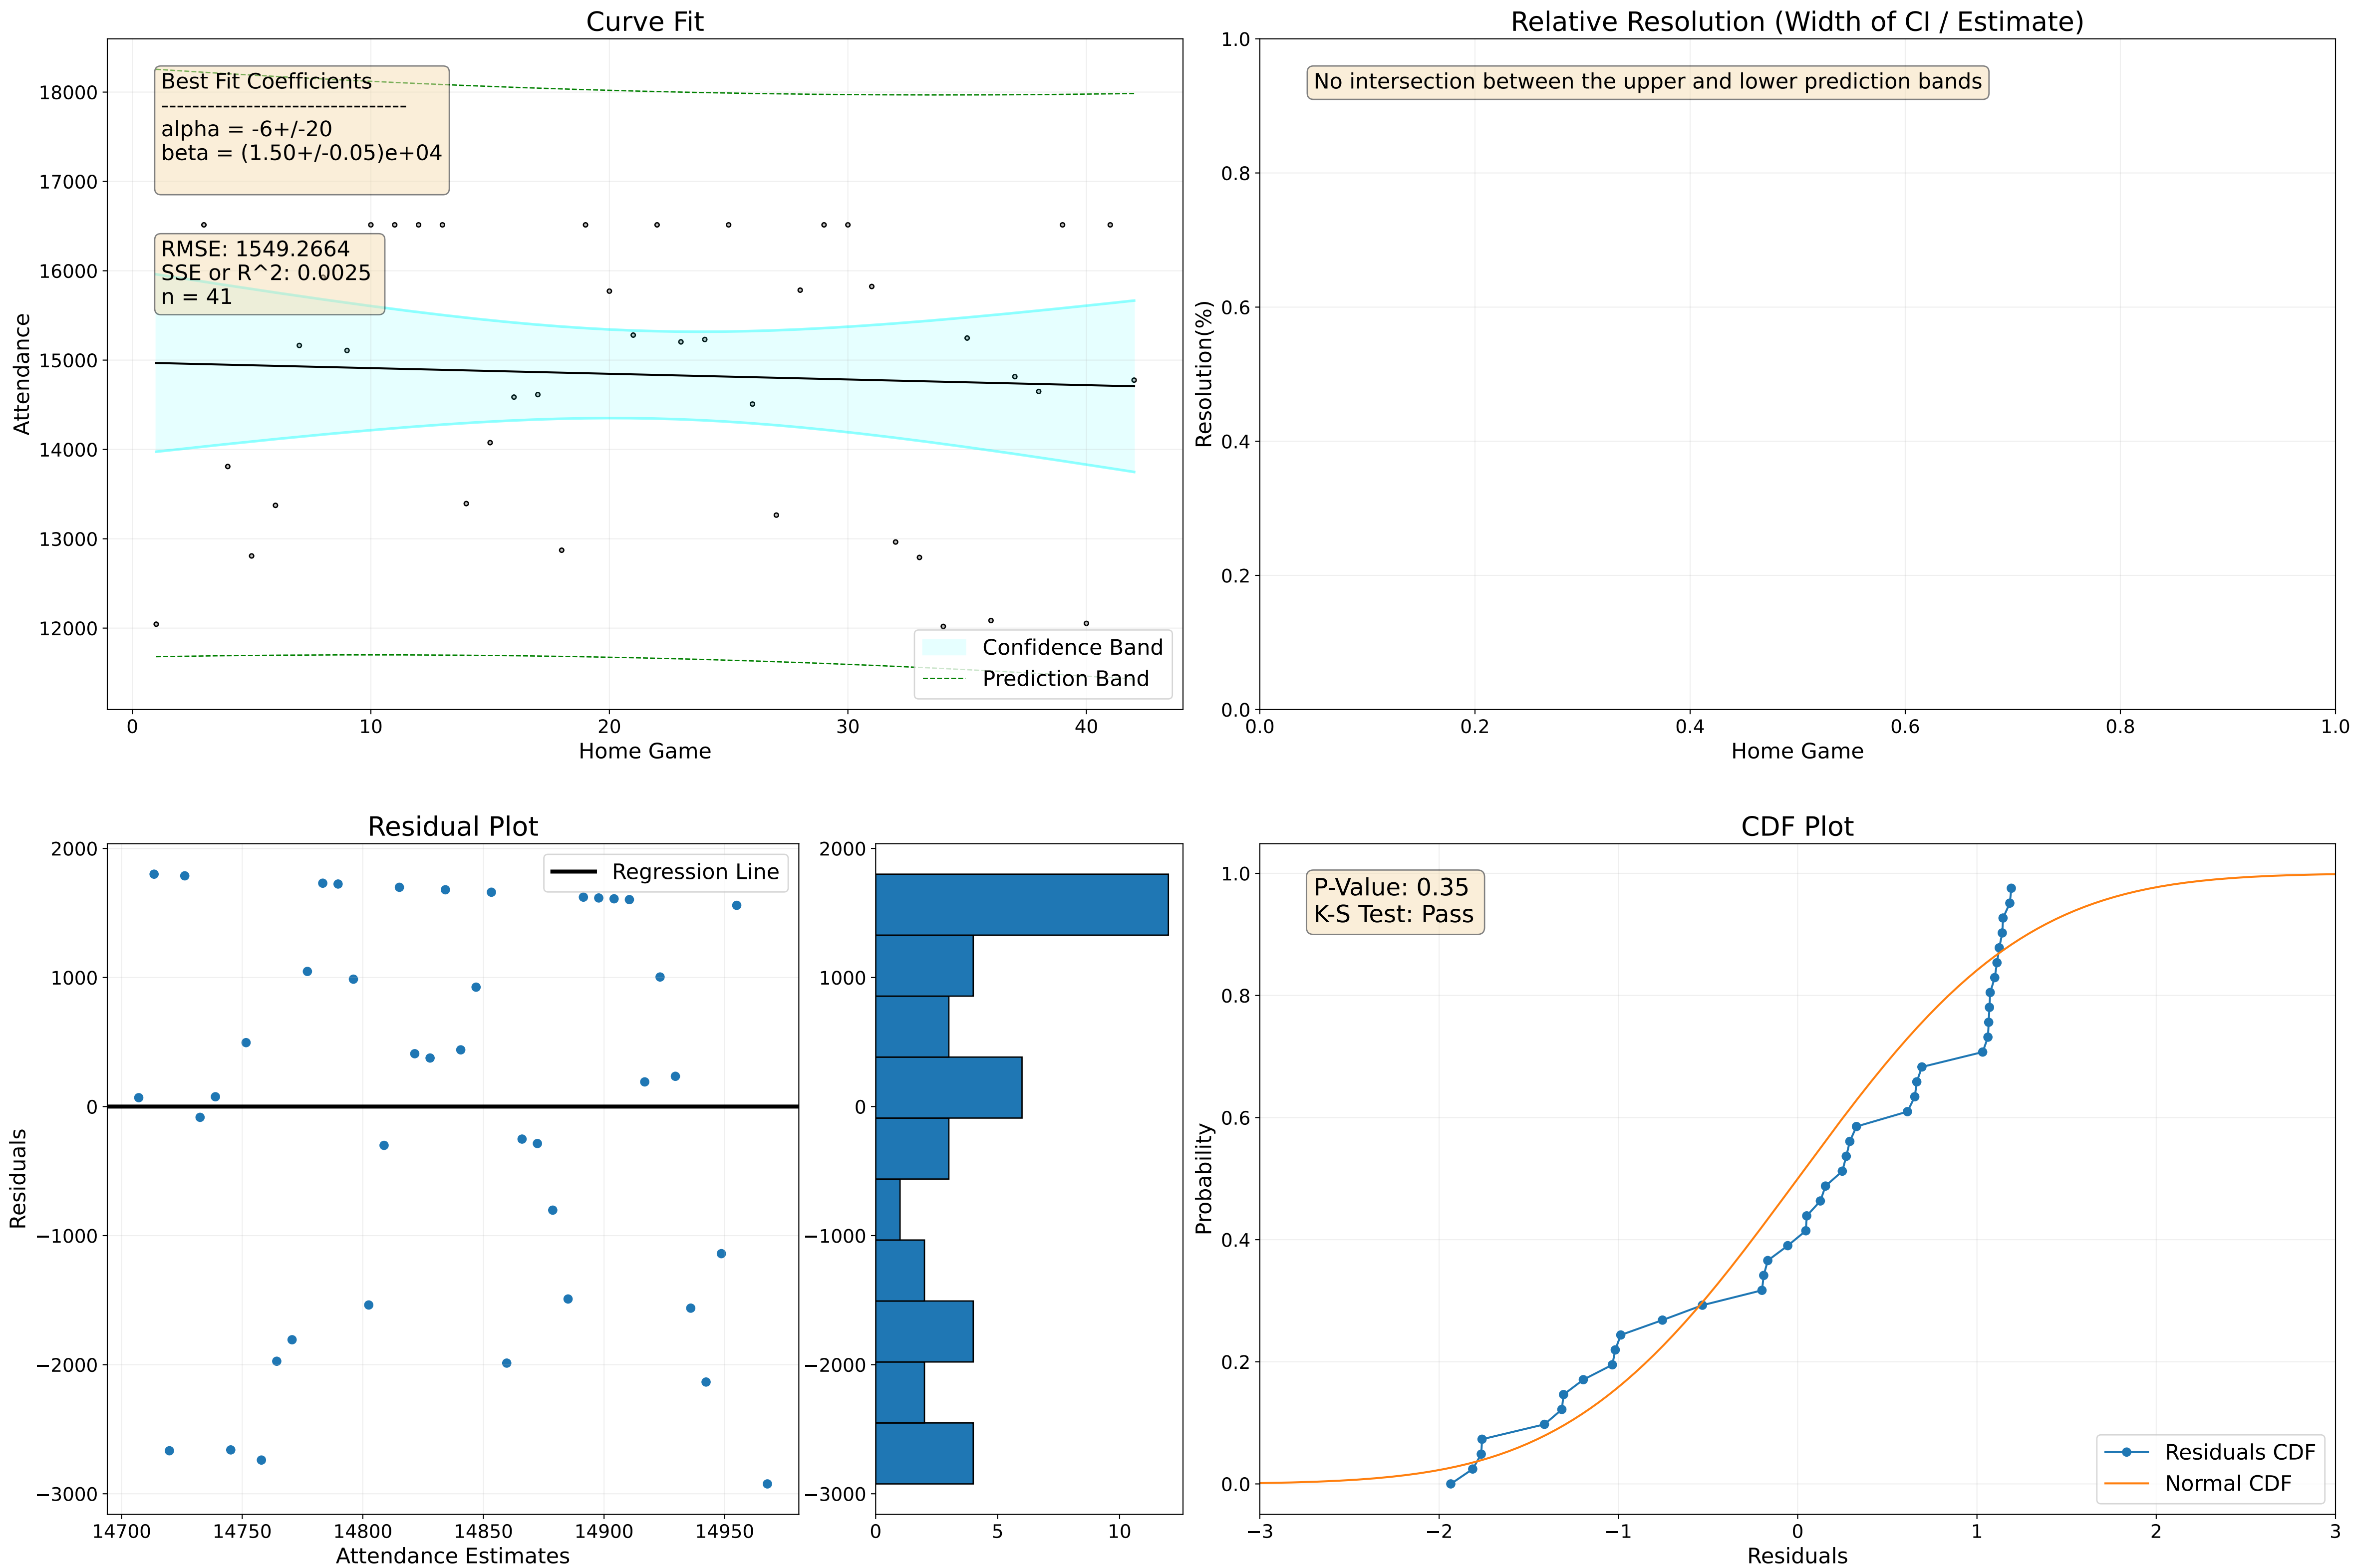 Curve Fit
18000
17000
16000
15000
14000
13000
12000
Attendance
Best Fit Coefficients
--------------------------
alpha = -6+/-20
beta = (1.50+/-0.05)e+04
RMSE: 1549.2664
SSE or R^2: 0.0025
n = 41
Confidence Band
Prediction Band
0 10 20 30 40
Home Game
Relative Resolution (Width of CI / Estimate)
No intersection between the upper and lower prediction bands
1.0
0.8
0.6
0.4
0.2
0.0
Resolution(%)
0.0 0.2 0.4 0.6 0.8 1.0
Home Game
Residual Plot
Regression Line
2000
1000
0
−1000
−2000
−3000
Residuals
14700 14750 14800 14850 14900 14950
Attendance Estimates
2000
1000
0
−1000
−2000
−3000
0 5 10
CDF Plot
P-Value: 0.35
K-S Test: Pass
1.0
0.8
0.6
0.4
0.2
0.0
Probability
Residuals CDF
Normal CDF
−3 −2 −1 0 1 2 3
Residuals